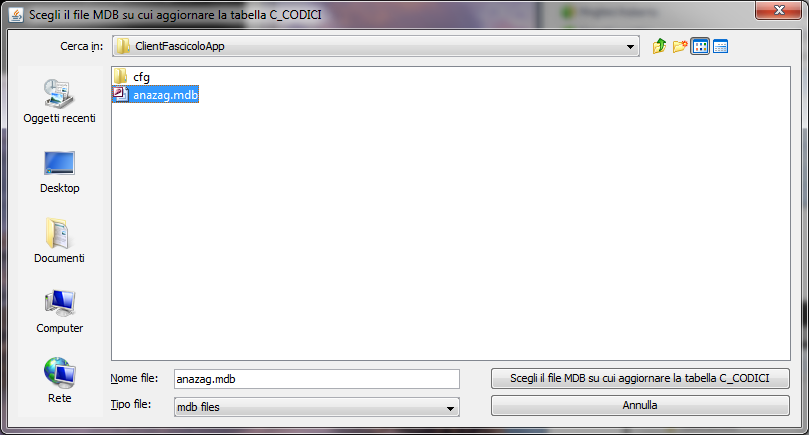 Scegli il file MDB su cui aggiornare la tabella C_CODICI
Cerca in: ClientFascicoloApp
cfg
anazag.mdb
Oggetti recenti
Desktop
Documenti
Computer
Rete
Nome file: anazag.mdb Scegli il file MDB su cui aggiornare la tabella C_CODICI
Tipo file: mdb files Annulla